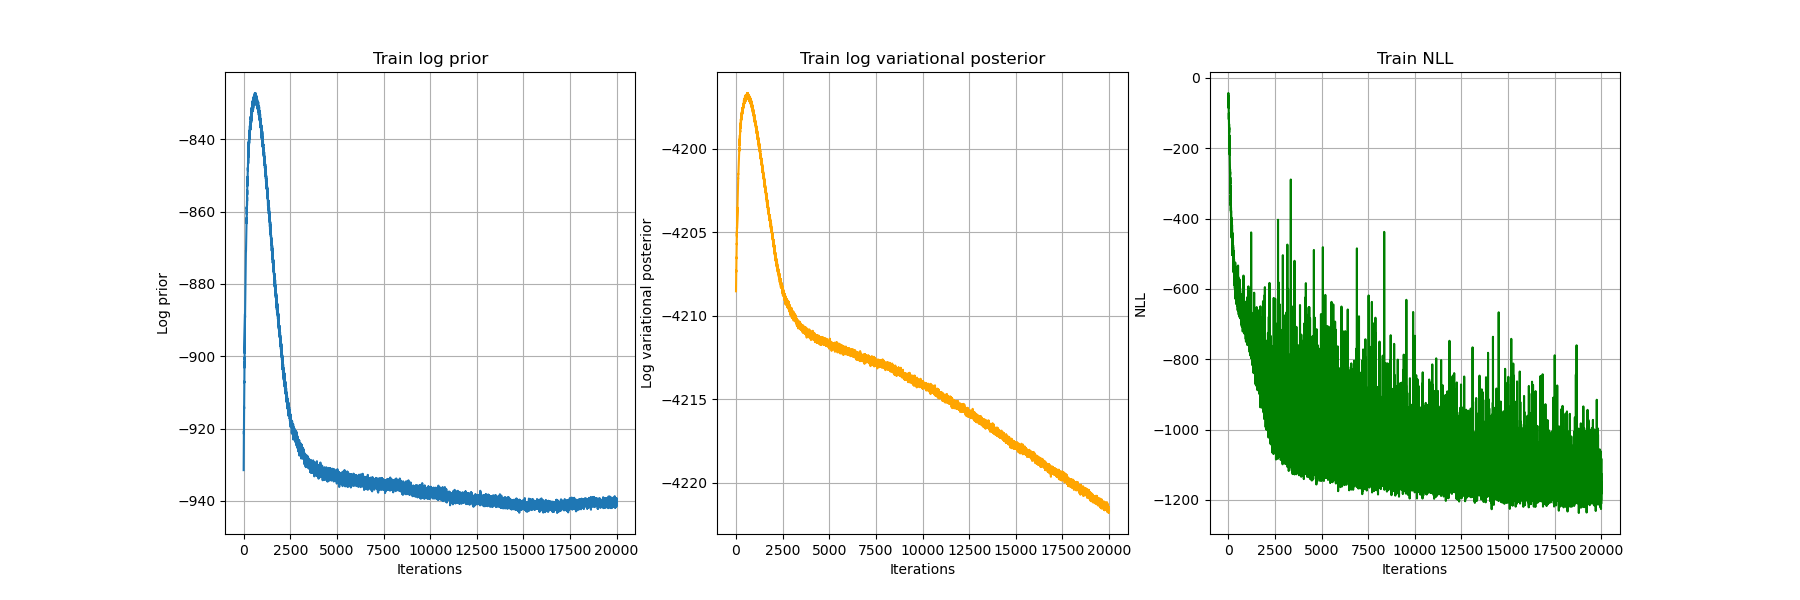 Train log prior
Log prior
−840
−860
−880
−900
−920
−940
0 2500 5000 7500 10000 12500 15000 17500 20000
Iterations
Train log variational posterior
Log variational posterior
−4200
−4205
−4210
−4215
−4220
0 2500 5000 7500 10000 12500 15000 17500 20000
Iterations
Train NLL
NLL
0
−200
−400
−600
−800
−1000
−1200
0 2500 5000 7500 10000 12500 15000 17500 20000
Iterations